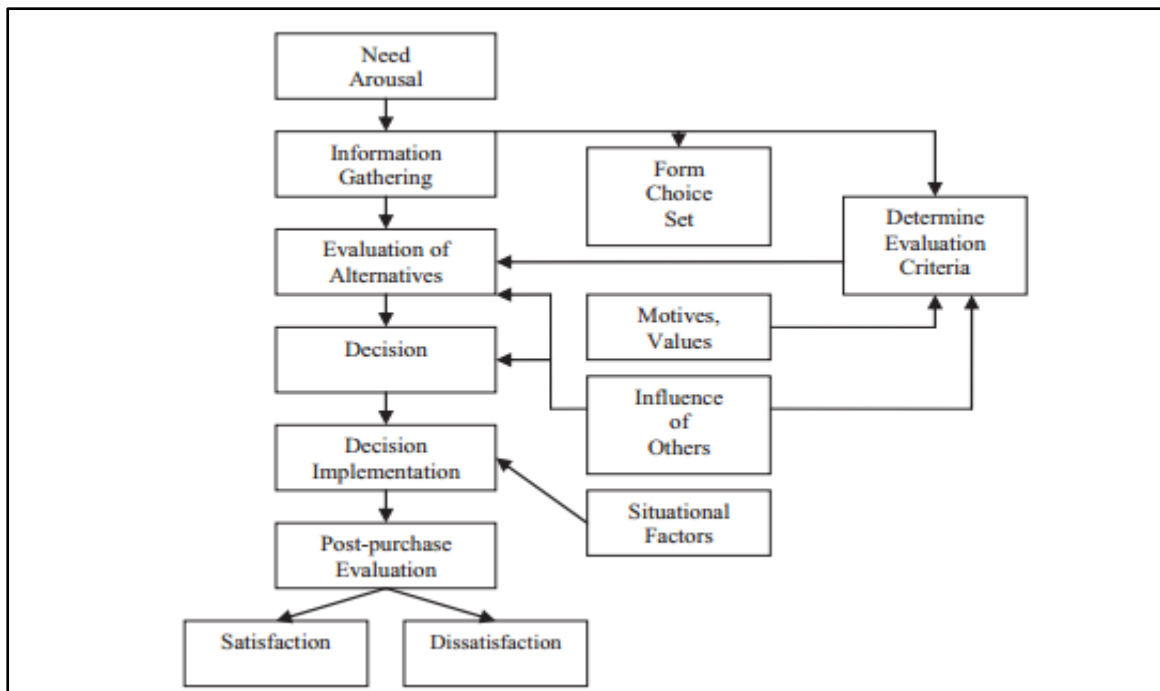 Need
Arousal
Information
Gathering
Form
Choice
Set
Determine
Evaluation
Criteria
Evaluation of
Alternatives
Motives,
Values
Decision
Influence
of
Others
Decision
Implementation
Situational
Factors
Post-purchase
Evaluation
Satisfaction
Dissatisfaction